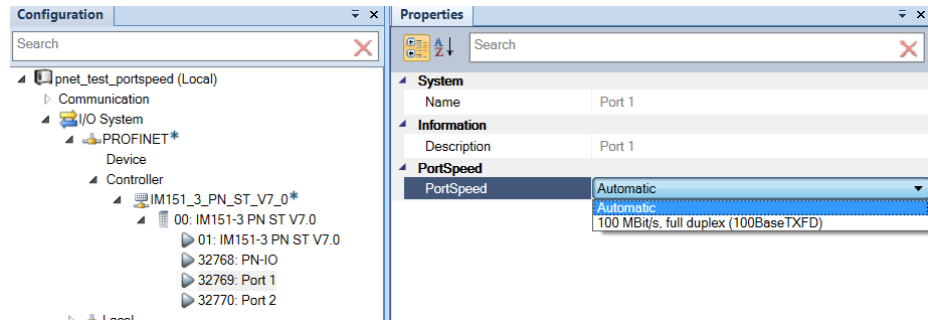 Configuration
Search
pnet_test_portspeed (Local)
Communication
I/O System
PROFINET*
Device
Controller
IM151_3_PN_ST_V7_0*
00: IM151-3 PN ST V7.0
01: IM151-3 PN ST V7.0
32768: PN-IO
32769: Port 1
32770: Port 2
Local
Properties
Search
System
Name Port 1
Information
Description Port 1
PortSpeed
PortSpeed Automatic
Automatic
100 MBit/s, full duplex (100BaseTXFD)